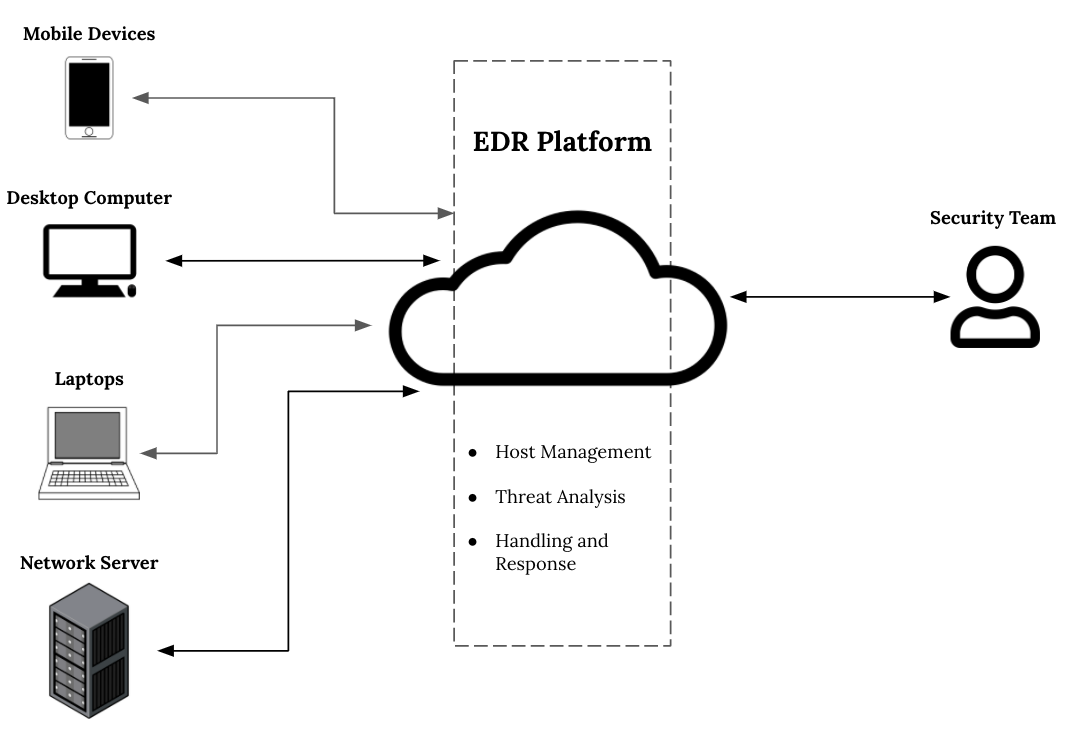 Mobile Devices
Desktop Computer
Laptops
Network Server
EDR Platform
● Host Management
● Threat Analysis
● Handling and
Response
Security Team